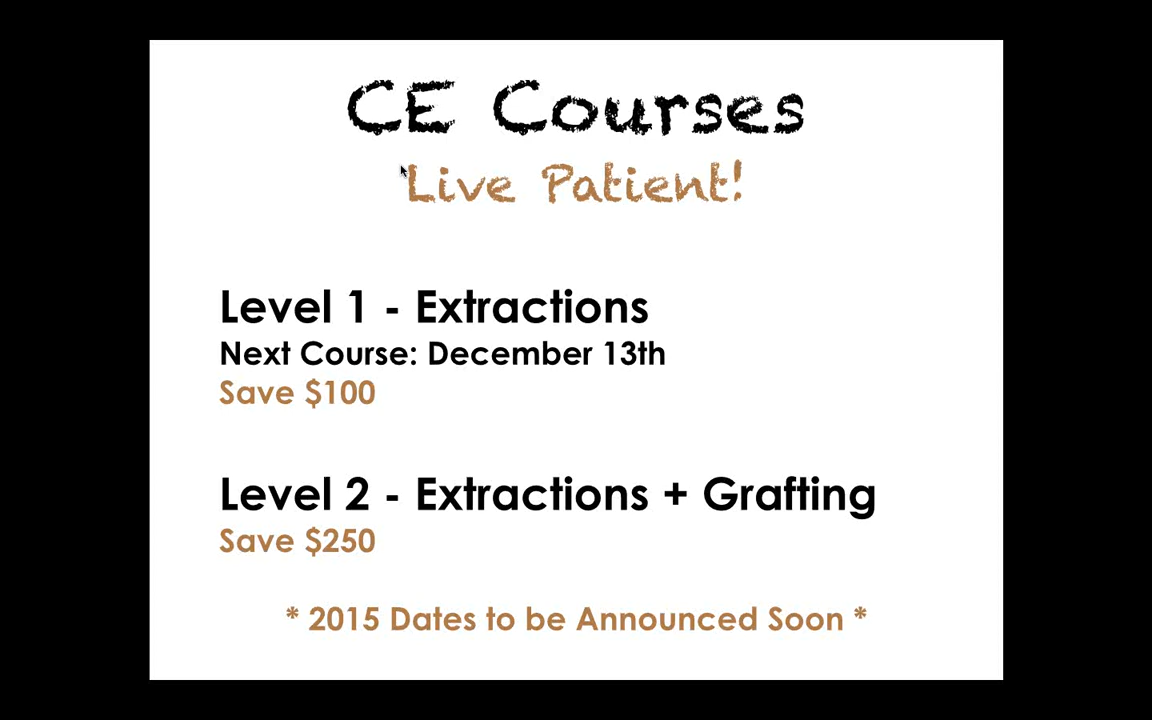 CE Courses
Live Patient!
Level 1 - Extractions
Next Course: December 13th
Save $100
Level 2 - Extractions + Grafting
Save $250
* 2015 Dates to be Announced Soon *